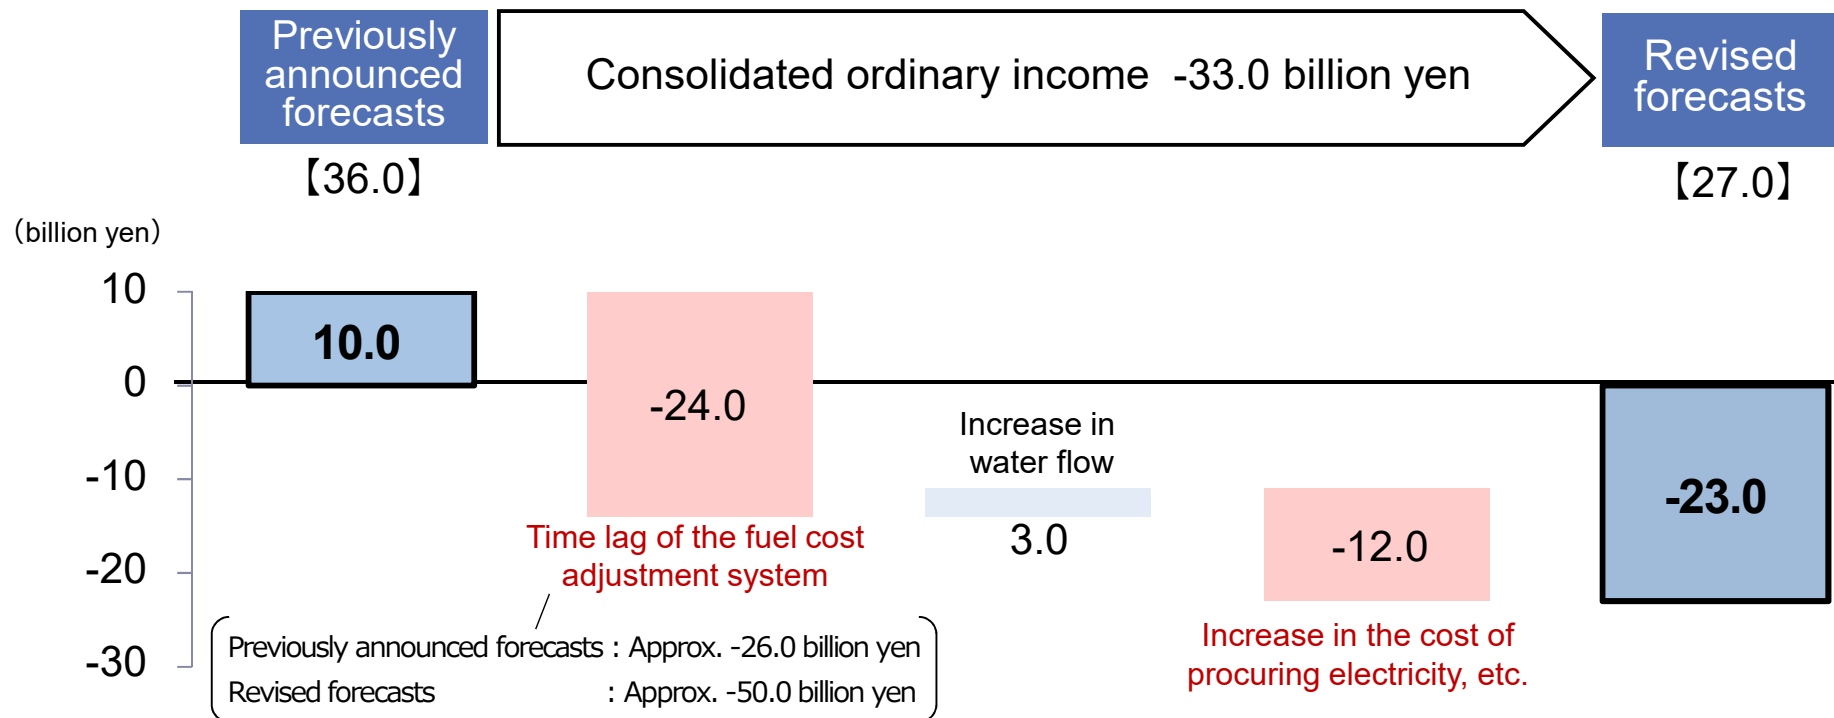 Previously
announced
forecasts
Consolidated ordinary income -33.0 billion yen
Revised
forecasts
【36.0】
【27.0】
（billion yen）
10
0
-10
-20
-30
10.0
-24.0
Time lag of the fuel cost
adjustment system
Previously announced forecasts : Approx. -26.0 billion yen
Revised forecasts : Approx. -50.0 billion yen
Increase in
water flow
3.0
-12.0
Increase in the cost of
procuring electricity, etc.
-23.0